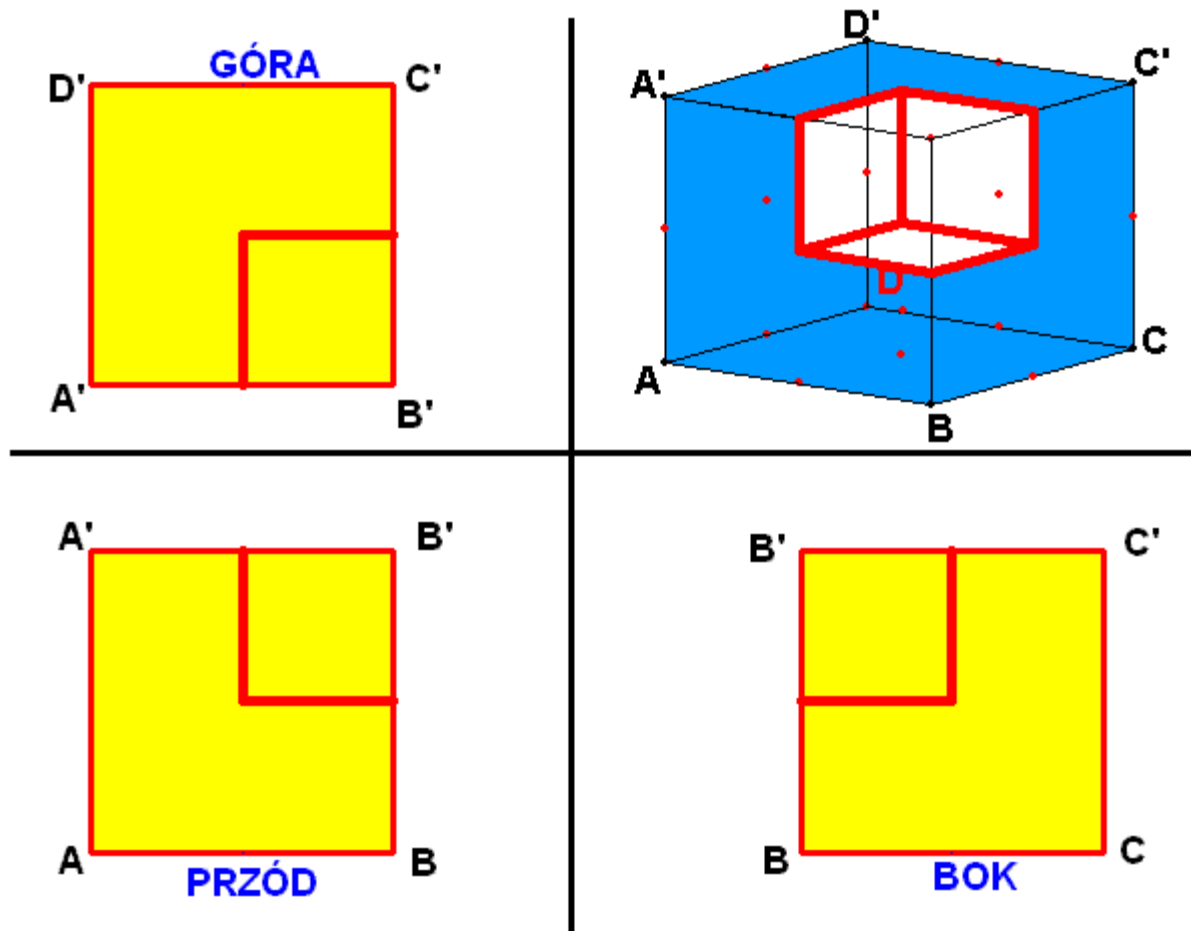 GÓRA
D' C'
A' B'
D'
A' C'
D
A C
B
A' B'
A B
PRZÓD
B' C'
B C
BOK